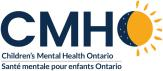 CMHO
Children's Mental Health Ontario
Santé mentale pour enfants Ontario